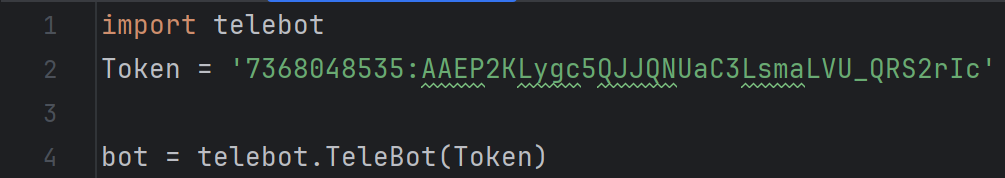 1 import telebot
2 Token = '7368048535:AAEP2KLygc5QJJQNUaC3LsmaLVU_QRS2rIc'
3
4 bot = telebot.TeleBot(Token)